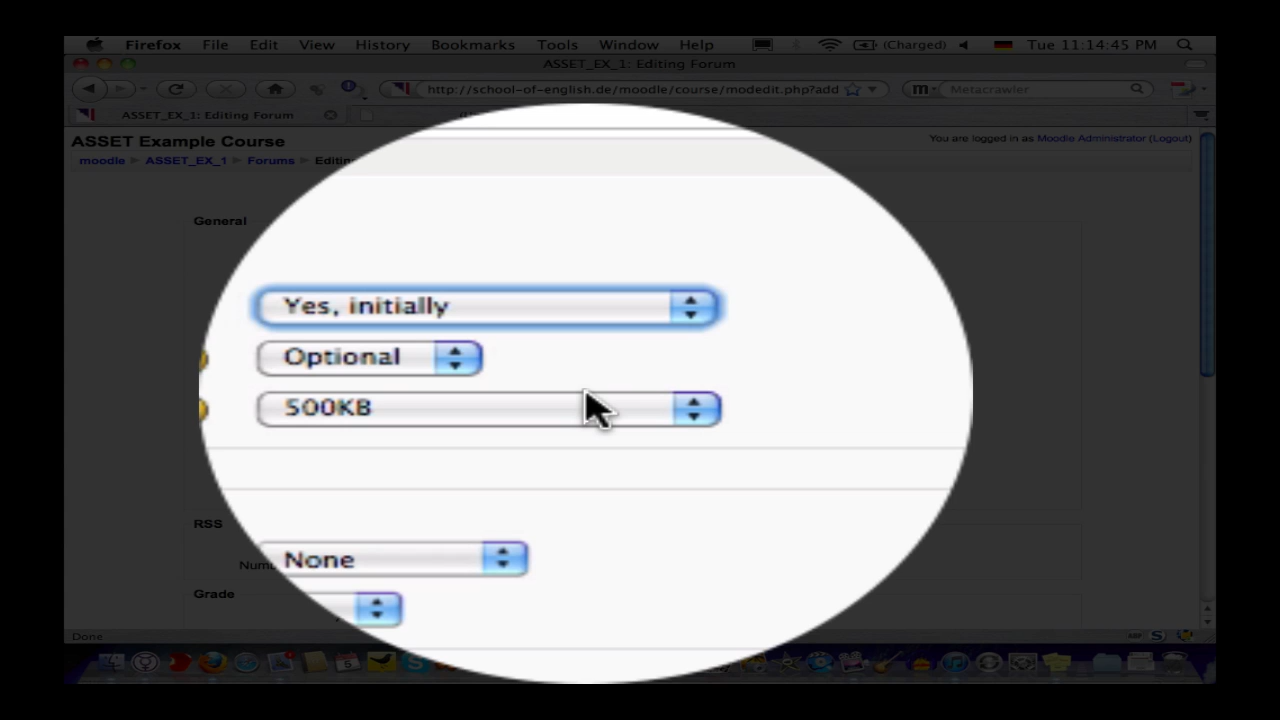 Firefox File Edit View History Bookmarks Tools Window Help (Charged) Tue 11:14:45 PM
ASSET_EX_1: Editing Forum
http://school-of-english.de/moodle/course/modedit.php?add Metacrawler
ASSET_EX_1: Editing Forum
ASSET Example Course
You are logged in as Moodle Administrator (Logout)
moodle ► ASSET_EX_1 ► Forums ►
General
Yes, initially
Optional
500KB
RSS
None
Grade
Done